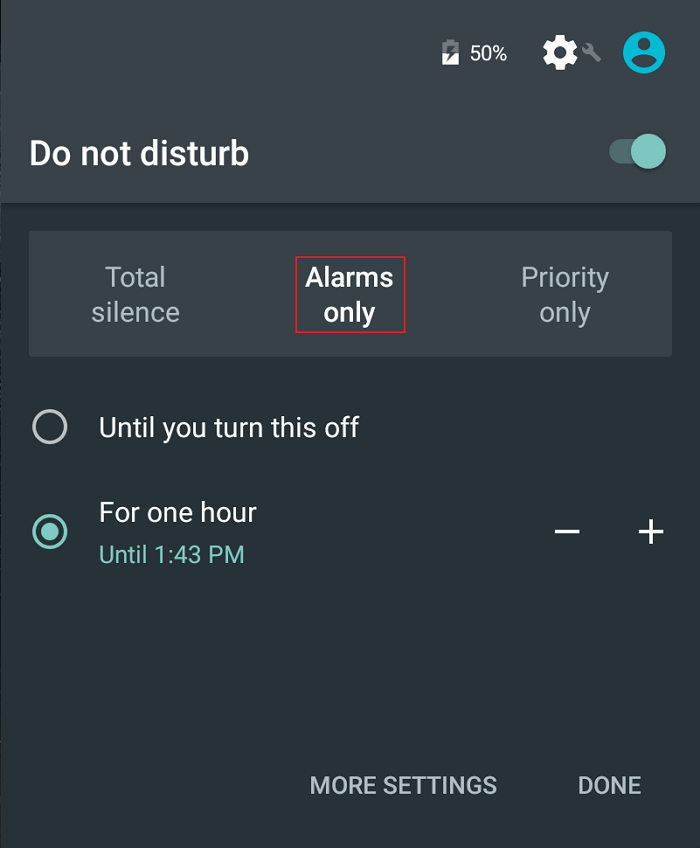 50%
Do not disturb
Total
silence
Alarms
only
Priority
only
Until you turn this off
For one hour
Until 1:43 PM
MORE SETTINGS
DONE